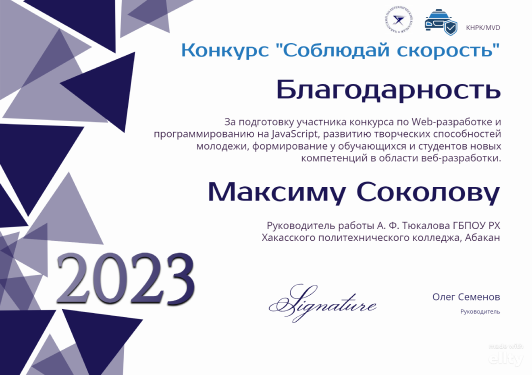 KHPK/MVD
Конкурс "Соблюдай скорость"
Благодарность
За подготовку участника конкурса по Web-разработке и
программированию на JavaScript, развитию творческих способностей
молодежи, формирование у обучающихся и студентов новых
компетенций в области веб-разработки.
Максиму Соколову
Руководитель работы А. Ф. Тюкалова ГБПОУ РХ
Хакасского политехнического колледжа, Абакан
2023
Signature
Олег Семенов
Руководитель